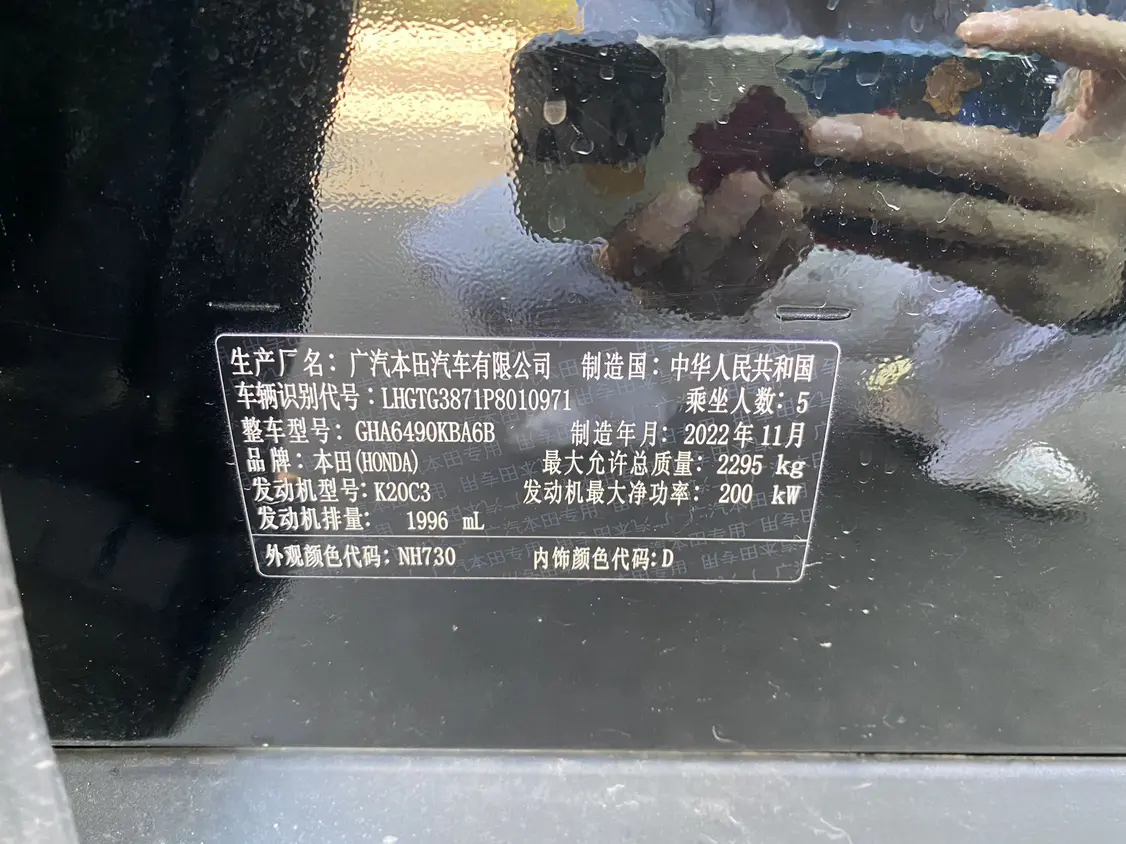 生产厂名：广汽本田汽车有限公司 制造国：中华人民共和国
车辆识别代号：LHGTG3871P8010971 乘坐人数：5
整车型号：GHA6490KBA6B 制造年月：2022年11月
品牌：本田(HONDA) 最大允许总质量：2295 kg
发动机型号：K20C3 发动机最大净功率：200 kW
发动机排量：1996 mL
外观颜色代码：NH730 内饰颜色代码：D